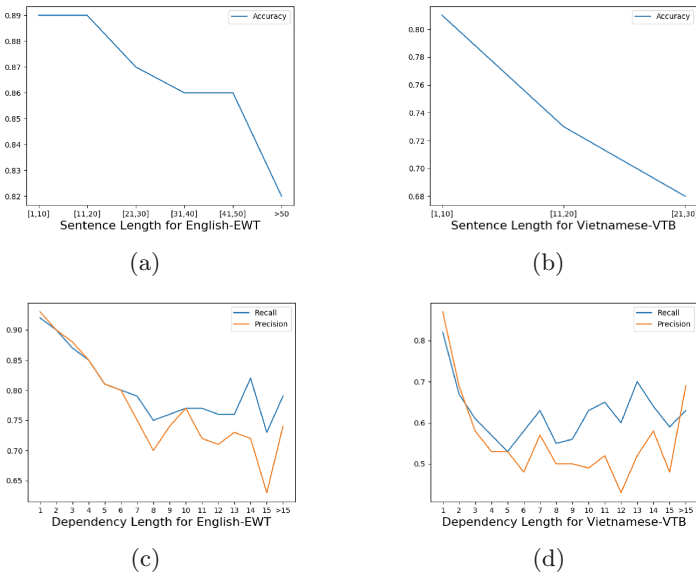 Accuracy
0.89
0.88
0.87
0.86
0.85
0.84
0.83
0.82
[1,10] [11,20] [21,30] [31,40] [41,50] >50
Sentence Length for English-EWT
(a)
Accuracy
0.80
0.78
0.76
0.74
0.72
0.70
0.68
[1,10] [11,20] [21,30]
Sentence Length for Vietnamese-VTB
(b)
Recall
Precision
0.90
0.85
0.80
0.75
0.70
0.65
1 2 3 4 5 6 7 8 9 10 11 12 13 14 15 >15
Dependency Length for English-EWT
(c)
Recall
Precision
0.8
0.7
0.6
0.5
1 2 3 4 5 6 7 8 9 10 11 12 13 14 15 >15
Dependency Length for Vietnamese-VTB
(d)